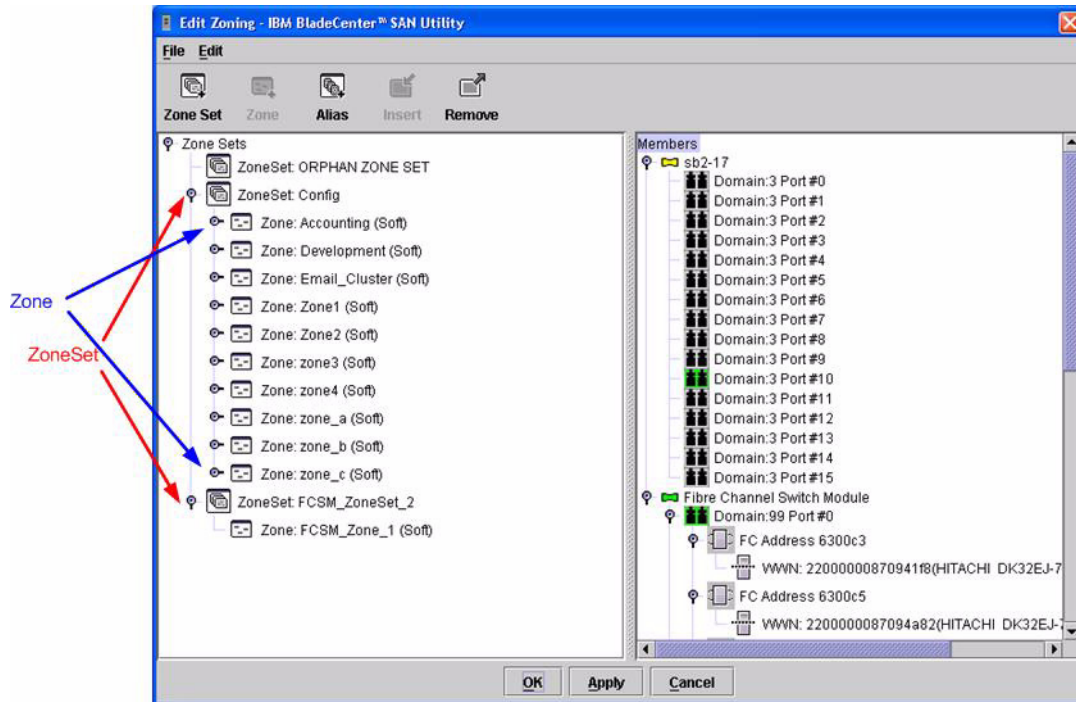 Edit Zoning - IBM BladeCenter™ SAN Utility
File Edit
Zone Set Zone Alias Insert Remove
Zone Sets
ZoneSet: ORPHAN ZONE SET
ZoneSet: Config
Zone: Accounting (Soft)
Zone: Development (Soft)
Zone: Email_Cluster (Soft)
Zone: Zone1 (Soft)
Zone: Zone2 (Soft)
Zone: zone3 (Soft)
Zone: zone4 (Soft)
Zone: zone_a (Soft)
Zone: zone_b (Soft)
Zone: zone_c (Soft)
ZoneSet: FCSM_ZoneSet_2
Zone: FCSM_Zone_1 (Soft)
Zone
ZoneSet
Members
sb2-17
Domain:3 Port#0
Domain:3 Port#1
Domain:3 Port#2
Domain:3 Port#3
Domain:3 Port#4
Domain:3 Port#5
Domain:3 Port#6
Domain:3 Port#7
Domain:3 Port#8
Domain:3 Port#9
Domain:3 Port#10
Domain:3 Port#11
Domain:3 Port#12
Domain:3 Port#13
Domain:3 Port#14
Domain:3 Port#15
Fibre Channel Switch Module
Domain:99 Port#0
FC Address 6300c3
WWN: 22000000870941f8(HITACHI DK32EJ-7
FC Address 6300c5
WWN: 2200000087094a82(HITACHI DK32EJ-7
OK Apply Cancel